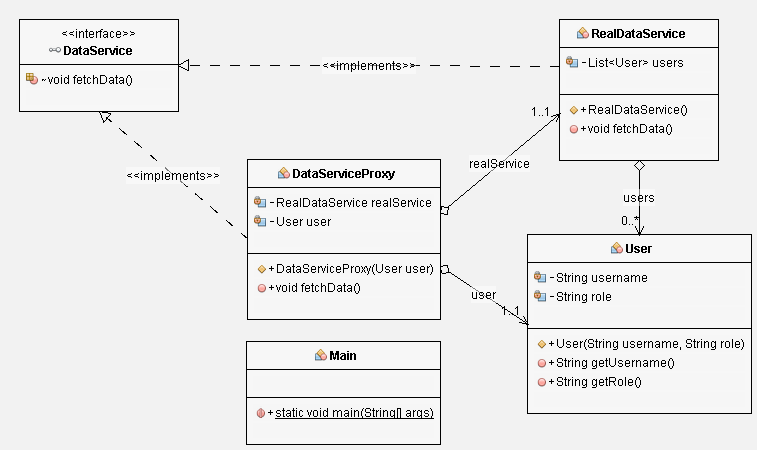 <<interface>>
DataService
~void fetchData()
RealDataService
-List<User> users
+RealDataService()
+void fetchData()
<<implements>>
1..1
realService
<<implements>>
DataServiceProxy
-RealDataService realService
-User user
+DataServiceProxy(User user)
+void fetchData()
users
0..*
user
1..1
User
-String username
-String role
+User(String username, String role)
+String getUsername()
+String getRole()
Main
+static void main(String[] args)